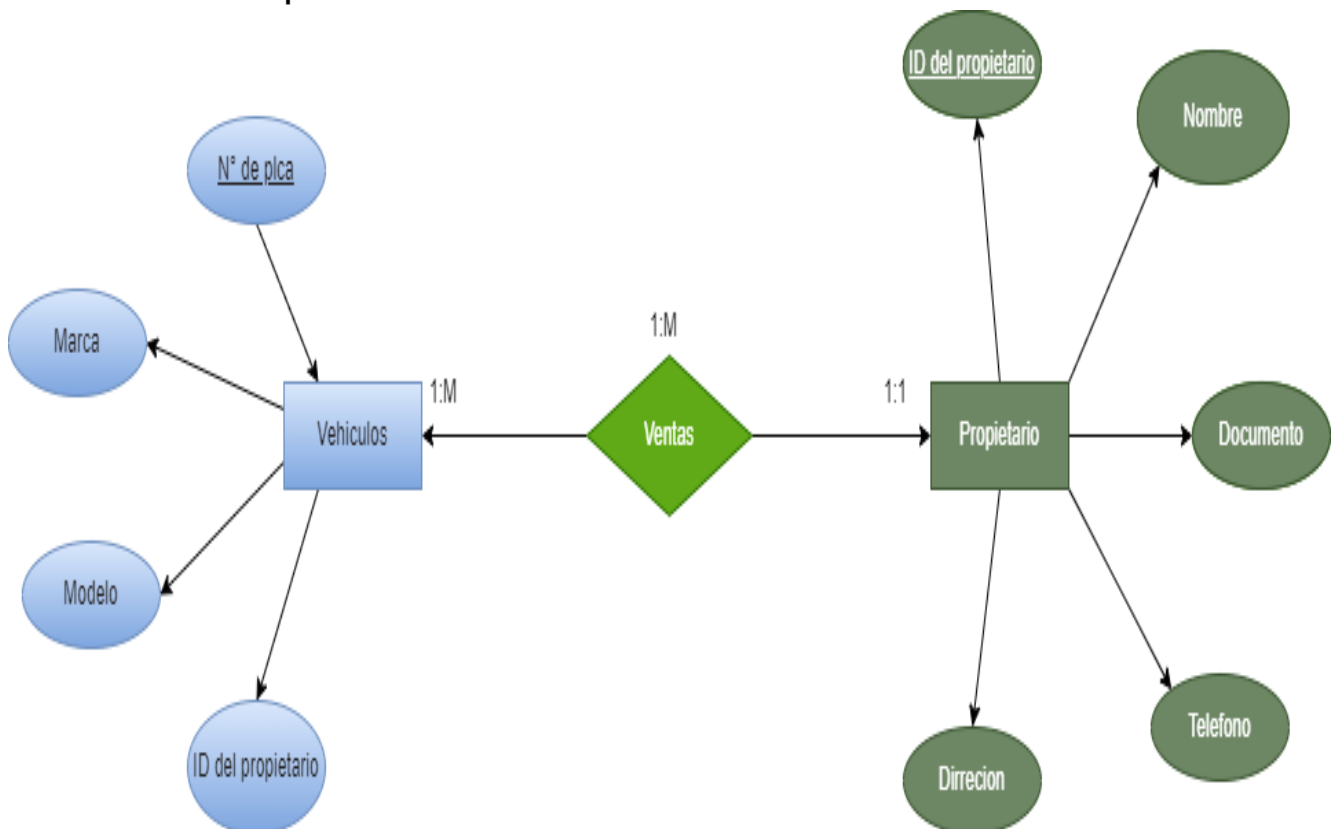 ID del propietario
Nombre
N° de plca
Marca
1:M
1:M
1:1
Vehiculos
Ventas
Propietario
Documento
Modelo
Telefono
ID del propietario
Dirrecion